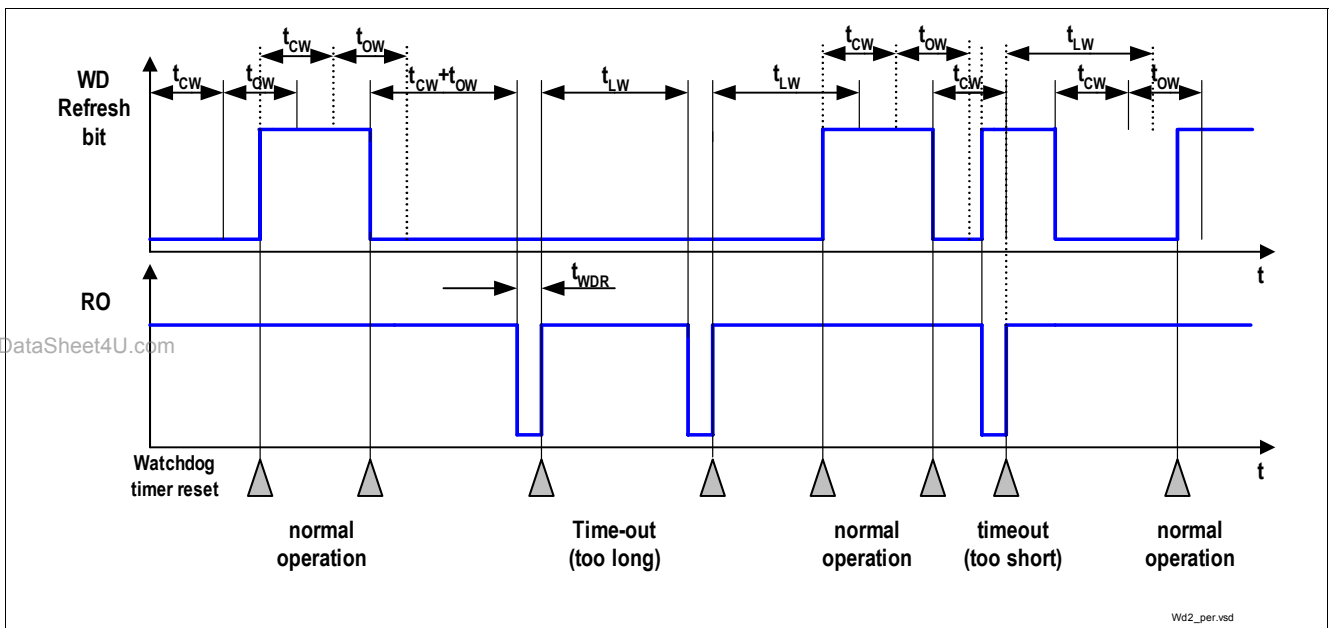 tCW tOW tCW tOW tLW
WD Refresh bit
tCW tOW tCW+tOW tLW tLW tCW tCW tOW
t
RO
tWDR
DataSheet4U.com
Watchdog timer reset
t
normal operation
Time-out (too long)
normal operation
timeout (too short)
normal operation
Wd2_per.vsd